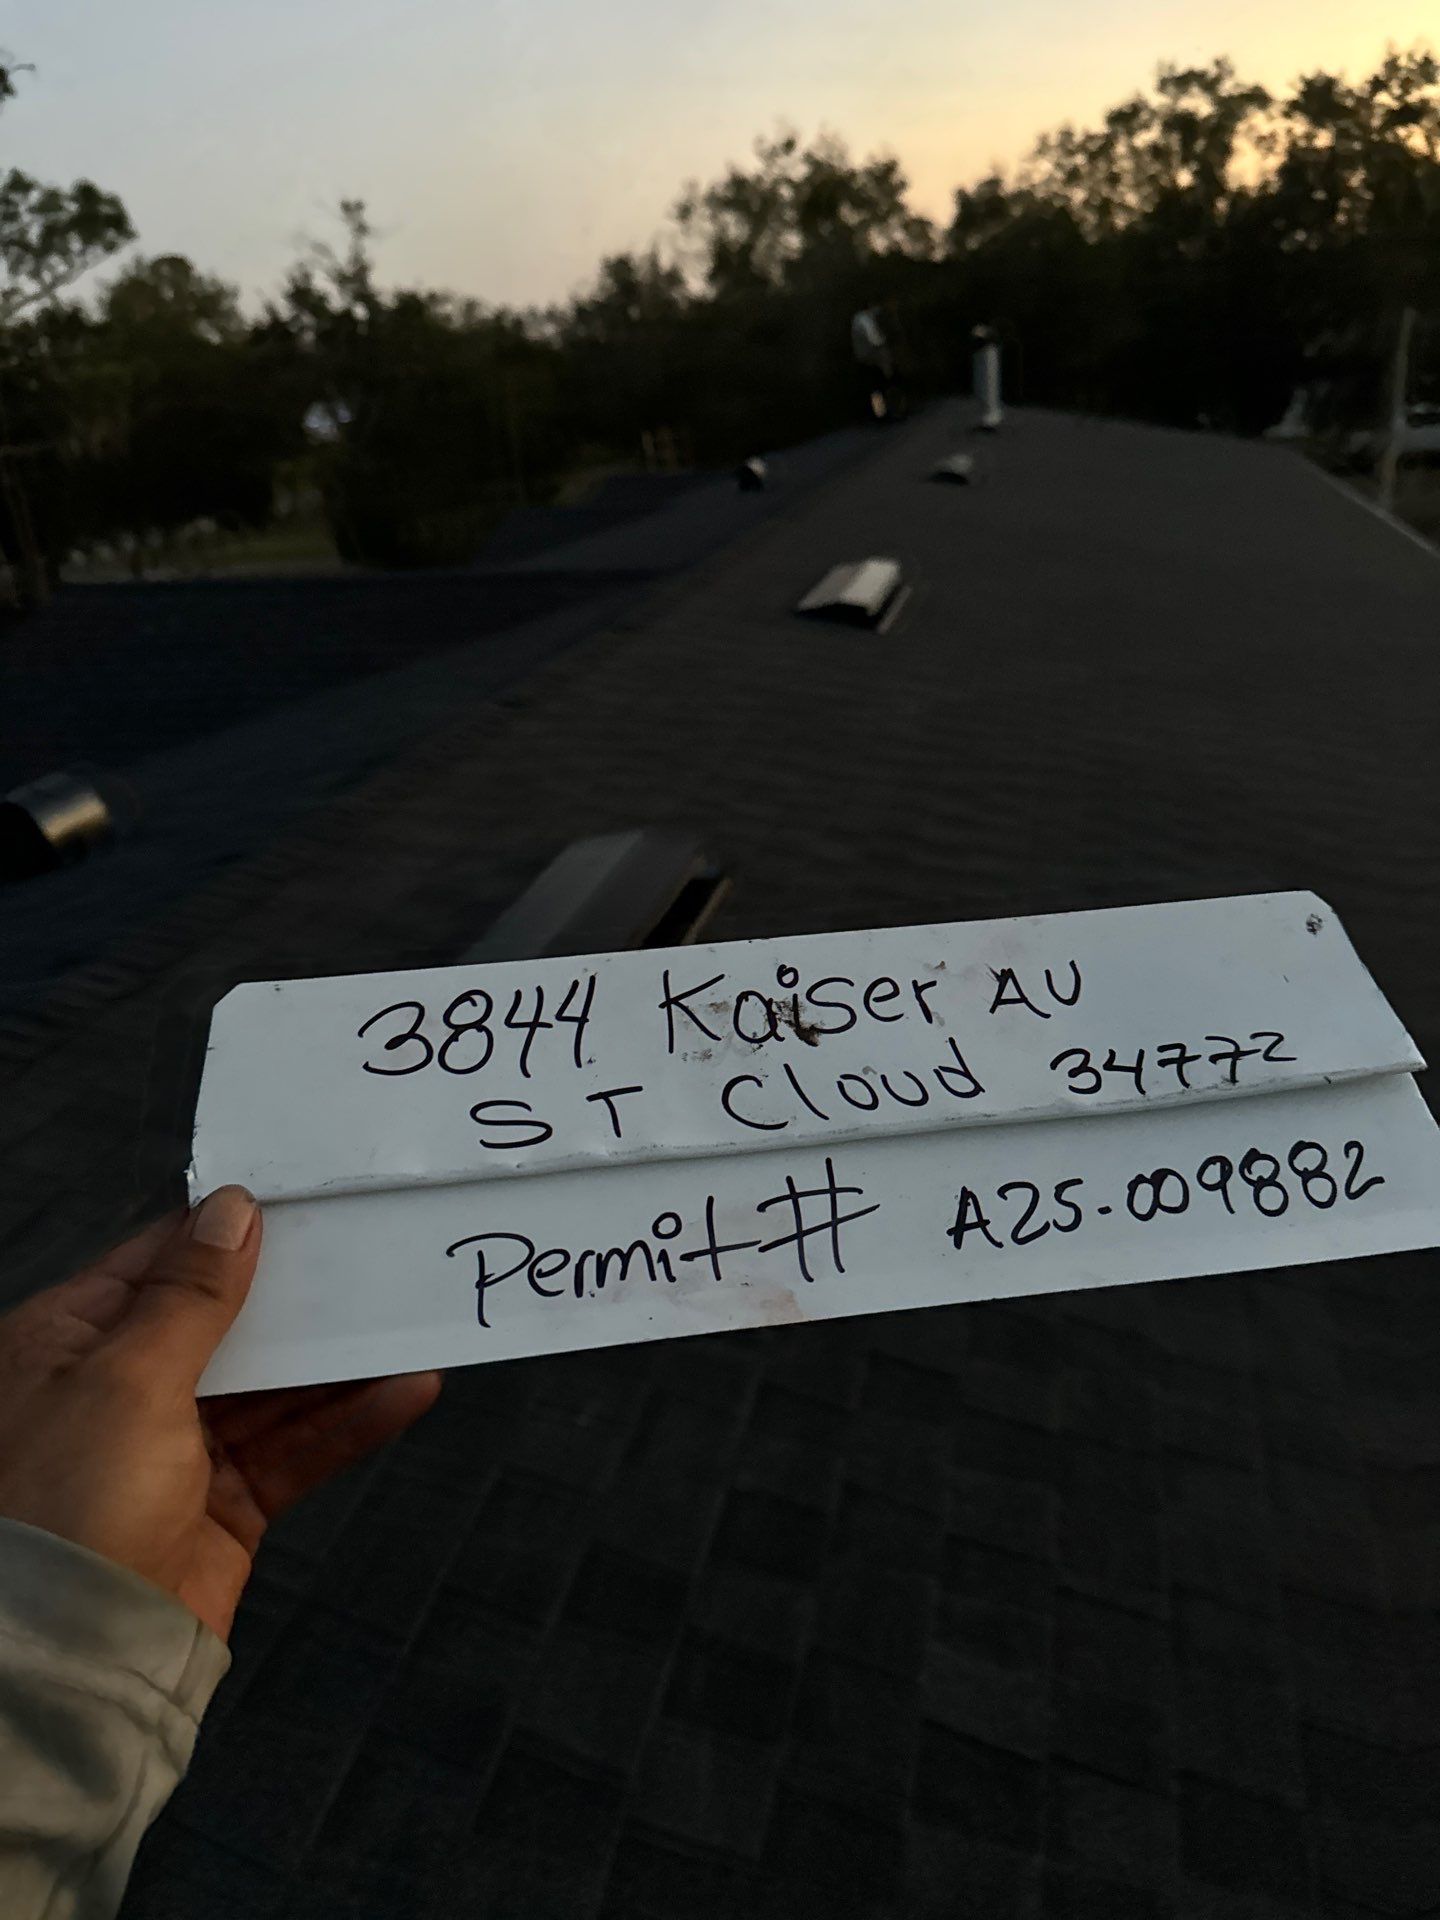 3844 Kaiser AV
ST Cloud 34772
Permit # A25-009882